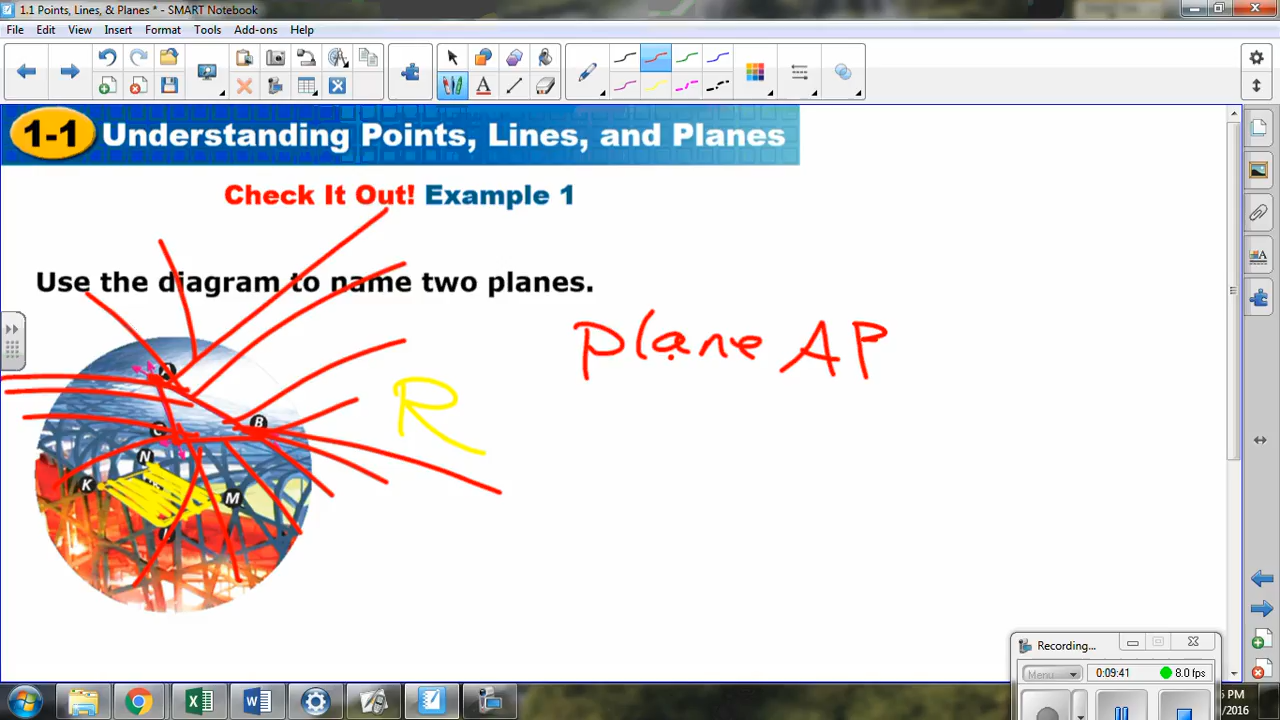 1.1 Points, Lines, & Planes * - SMART Notebook
File Edit View Insert Format Tools Add-ons Help
1-1 Understanding Points, Lines, and Planes
Check It Out! Example 1
Use the diagram to name two planes.
plane AP
A
R
B
C
N
K
M
L
Recording...
Menu
0:09:41
8.0 fps
PM
/2016